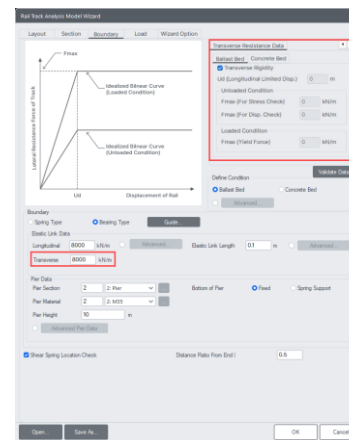 Rail Track Analysis Model Wizard
Layout Section Boundary Load Wizard Option
Lateral Resistance Force of Track
Fmax
Idealized Bilinear Curve
(Loaded Condition)
Idealized Bilinear Curve
(Unloaded Condition)
Ud Displacement of Rail
Transverse Resistance Data
Ballast Bed Concrete Bed
Transverse Rigidity
Ud (Longitudinal Limited Disp.) 0 m
Unloaded Condition
Fmax (For Stress Check) 0 kN/m
Fmax (For Disp. Check) 0 kN/m
Loaded Condition
Fmax (Yield Force) 0 kN/m
Validate Data
Define Condition
Ballast Bed Concrete Bed
Advanced...
Boundary
Spring Type Bearing Type Guide...
Elastic Link Data
Longitudinal 8000 kN/m Advanced... Elastic Link Length 0.1 m Advanced...
Transverse 8000 kN/m
Pier Data
Pier Section 2 2: Pier ... Bottom of Pier Fixed Spring Support
Pier Material 2 2: M35 ...
Pier Height 10 m
Advanced Pier Data...
Shear Spring Location Check Distance Ratio From End I 0.5
Open... Save As... OK Cancel